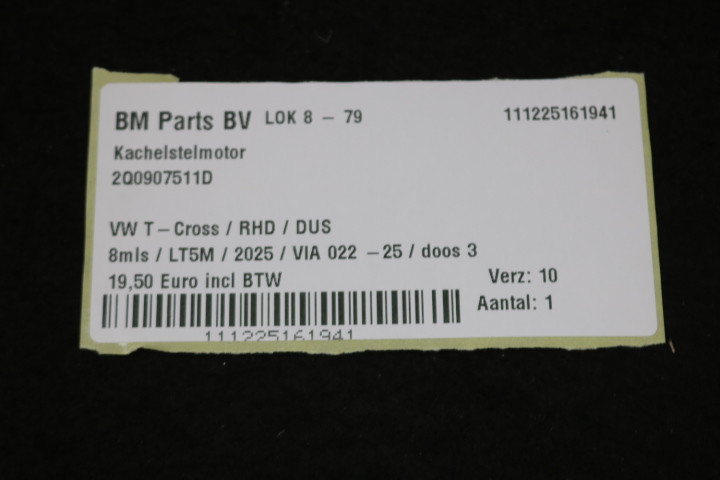 BM Parts BV LOK 8 - 79 111225161941
Kachelstelmotor
2Q0907511D
VW T-Cross / RHD / DUS
8mls / LT5M / 2025 / VIA 022 -25 / doos 3
19,50 Euro incl BTW Verz: 10
Aantal: 1
111225161941